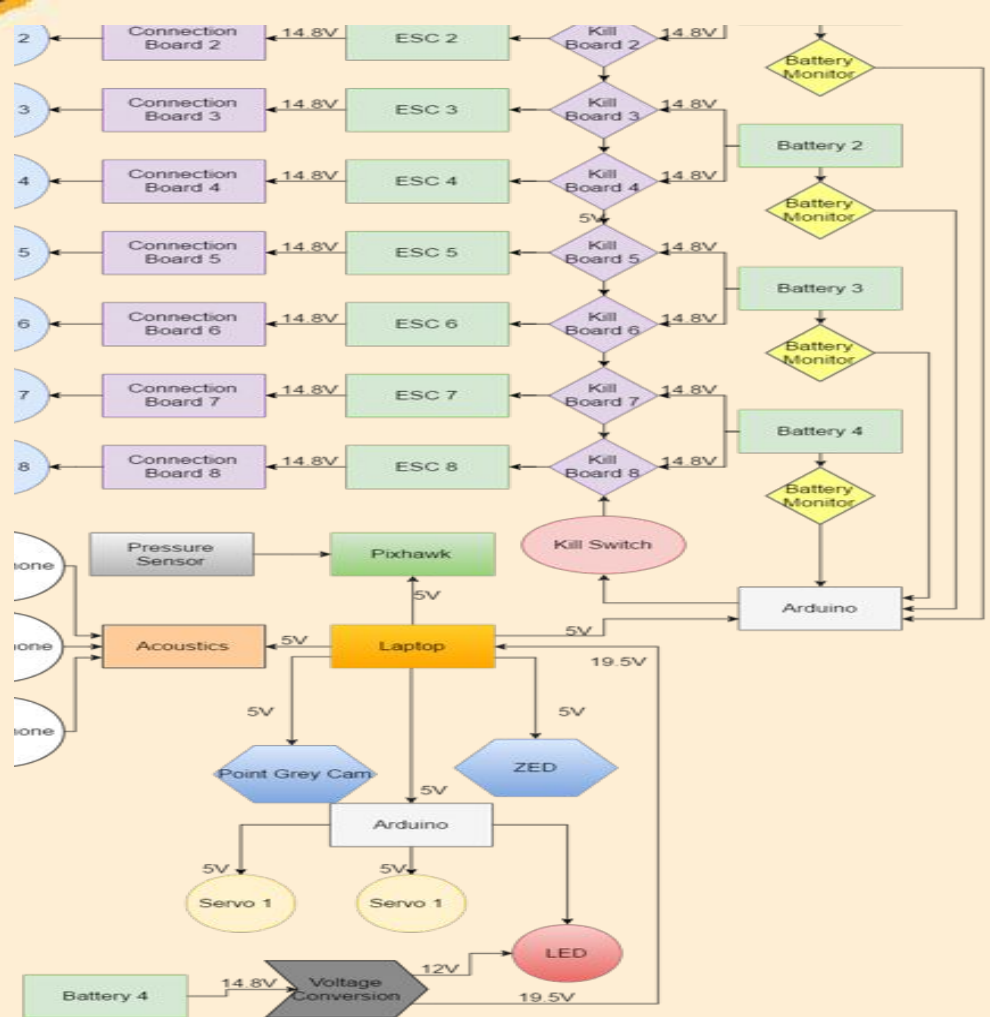 2
Connection
Board 2
14.8V
ESC 2
Kill
Board 2
14.8V
Battery
Monitor
3
Connection
Board 3
14.8V
ESC 3
Kill
Board 3
14.8V
Battery 2
4
Connection
Board 4
14.8V
ESC 4
Kill
Board 4
14.8V
Battery
Monitor
5V
5
Connection
Board 5
14.8V
ESC 5
Kill
Board 5
14.8V
Battery 3
6
Connection
Board 6
14.8V
ESC 6
Kill
Board 6
14.8V
Battery
Monitor
7
Connection
Board 7
14.8V
ESC 7
Kill
Board 7
14.8V
Battery 4
8
Connection
Board 8
14.8V
ESC 8
Kill
Board 8
14.8V
Battery
Monitor
one
Pressure
Sensor
Pixhawk
Kill Switch
Arduino
5V
one
Acoustics
5V
Laptop
5V
19.5V
one
5V
5V
Point Grey Cam
ZED
5V
Arduino
5V
5V
Servo 1
Servo 1
LED
Battery 4
14.8V
Voltage
Conversion
12V
19.5V